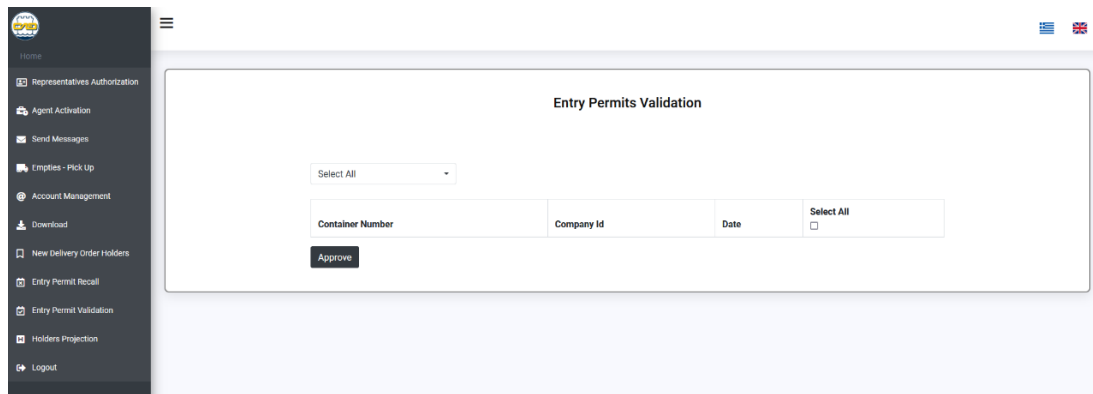 Home
Representatives Authorization
Agent Activation
Send Messages
Empties - Pick Up
Account Management
Download
New Delivery Order Holders
Entry Permit Recall
Entry Permit Validation
Holders Projection
Logout
Entry Permits Validation
Select All
Container Number Company Id Date Select All
Approve